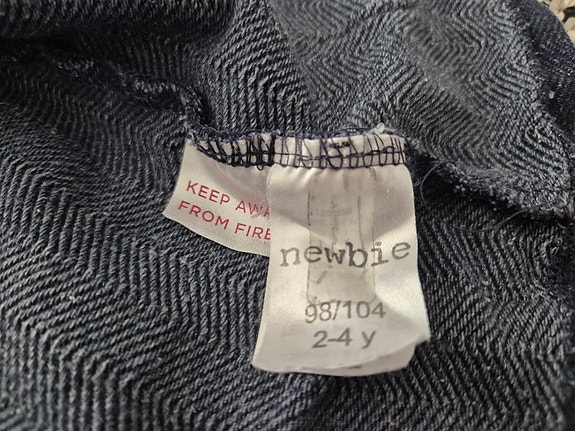 KEEP AWA
FROM FIRE
newbie
98/104
2-4 y